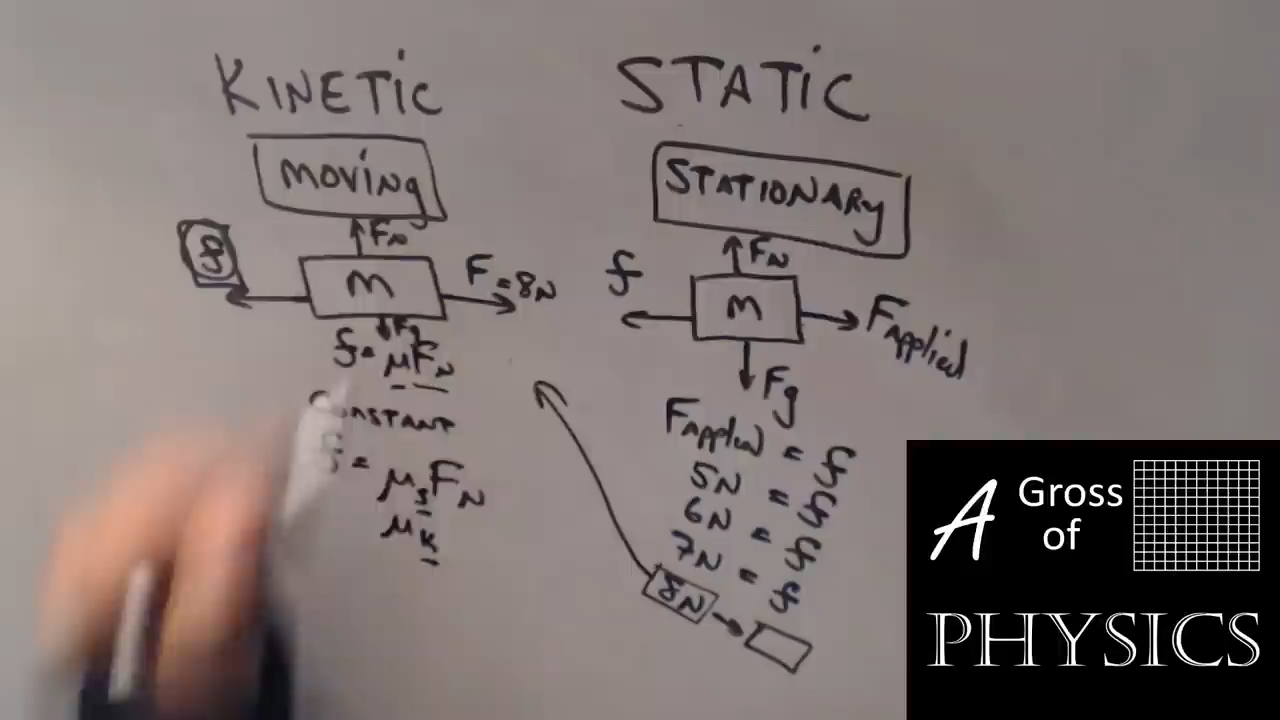 KINETIC
MOVING
FN
f
m
F = 8N
Fg
f = μFN
CONSTANT
f = μsFN
μk
STATIC
STATIONARY
FN
f
m
FApplied
Fg
FApplied = f
5N = f
6N = f
7N = f
8N
A Gross of
PHYSICS